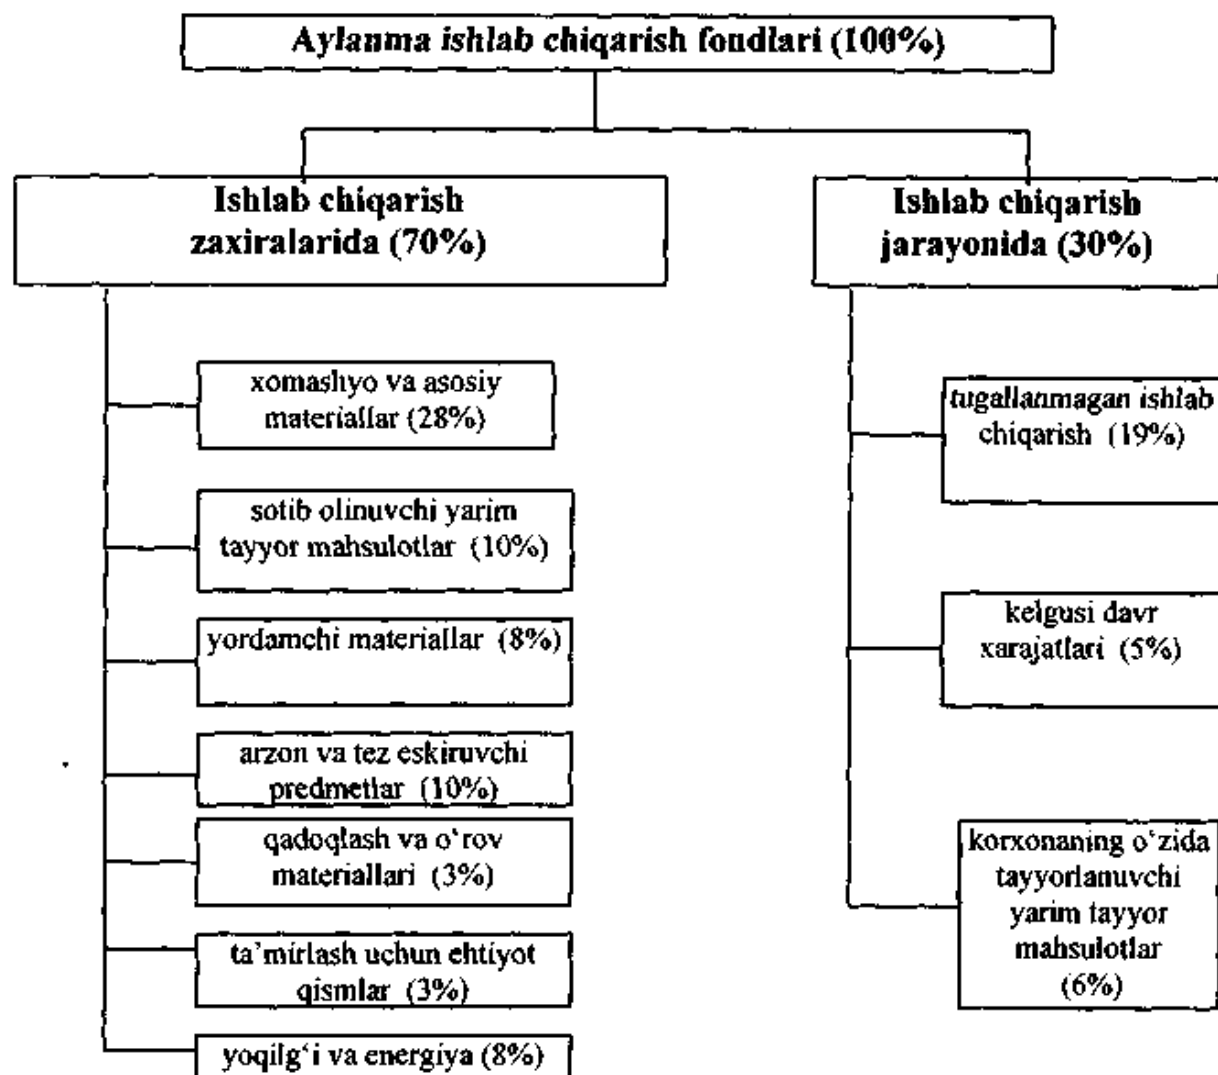 Aylanma ishlab chiqarish fondlari (100%)
Ishlab chiqarish
zaxiralarida (70%)
xomashyo va asosiy
materiallar (28%)
sotib olinuvchi yarim
tayyor mahsulotlar (10%)
yordamchi materiallar (8%)
arzon va tez eskiruvchi
predmetlar (10%)
qadoqlash va o‘rov
materiallari (3%)
ta’mirlash uchun ehtiyot
qismlar (3%)
yoqilg‘i va energiya (8%)
Ishlab chiqarish
jarayonida (30%)
tugallanmagan ishlab
chiqarish (19%)
kelgusi davr
xarajatlari (5%)
korxonaning o‘zida
tayyorlanuvchi
yarim tayyor
mahsulotlar
(6%)